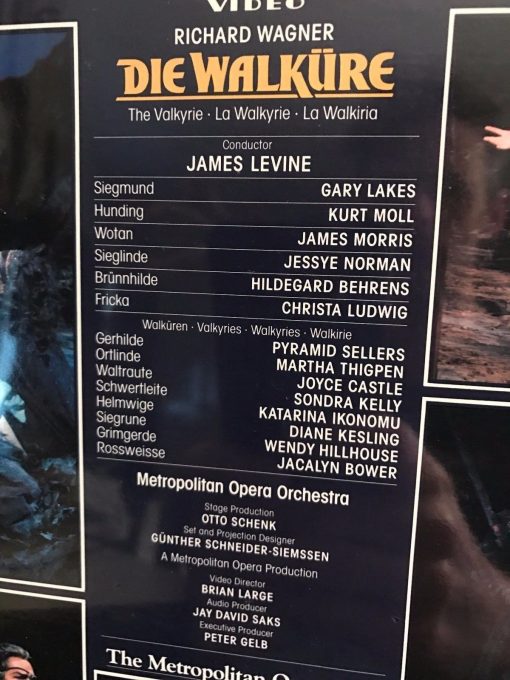 VIDEO
RICHARD WAGNER
DIE WALKÜRE
The Valkyrie · La Walkyrie · La Walkiria
Conductor
JAMES LEVINE
Siegmund GARY LAKES
Hunding KURT MOLL
Wotan JAMES MORRIS
Sieglinde JESSYE NORMAN
Brünnhilde HILDEGARD BEHRENS
Fricka CHRISTA LUDWIG
Walküren · Valkyries · Walkyries · Walkirie
Gerhilde PYRAMID SELLERS
Ortlinde MARTHA THIGPEN
Waltraute JOYCE CASTLE
Schwertleite SONDRA KELLY
Helmwige KATARINA IKONOMU
Siegrune DIANE KESLING
Grimgerde WENDY HILLHOUSE
Rossweisse JACALYN BOWER
Metropolitan Opera Orchestra
Stage Production
OTTO SCHENK
Set and Projection Designer
GÜNTHER SCHNEIDER-SIEMSSEN
A Metropolitan Opera Production
Video Director
BRIAN LARGE
Audio Producer
JAY DAVID SAKS
Executive Producer
PETER GELB
The Metropolitan